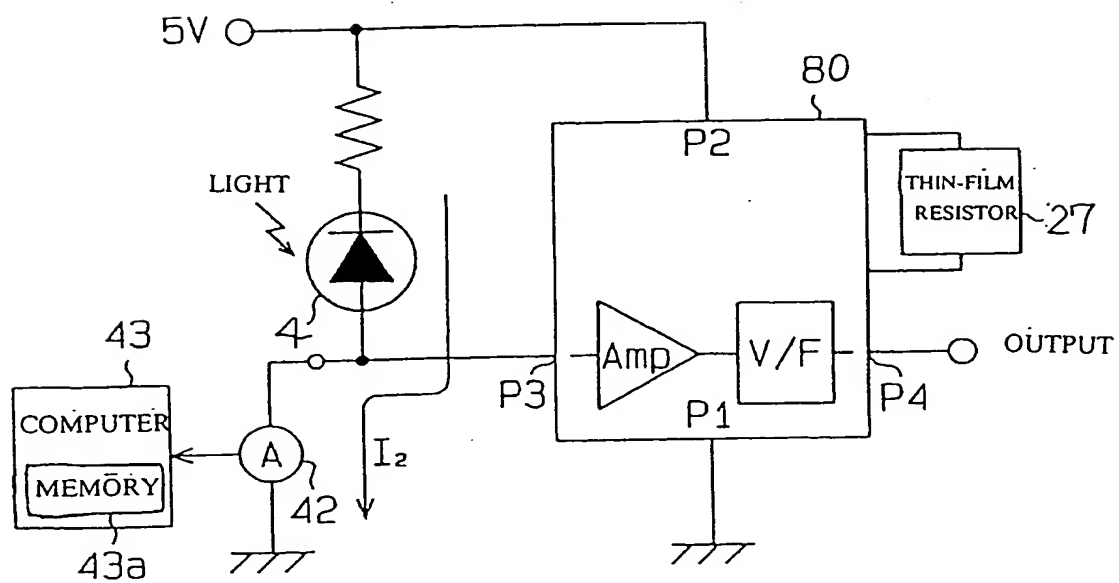 5V
80
P2
LIGHT
THIN-FILM
RESISTOR
27
4
Amp
V/F
OUTPUT
P3
P1
P4
43
COMPUTER
MEMORY
43a
A
42
I₂